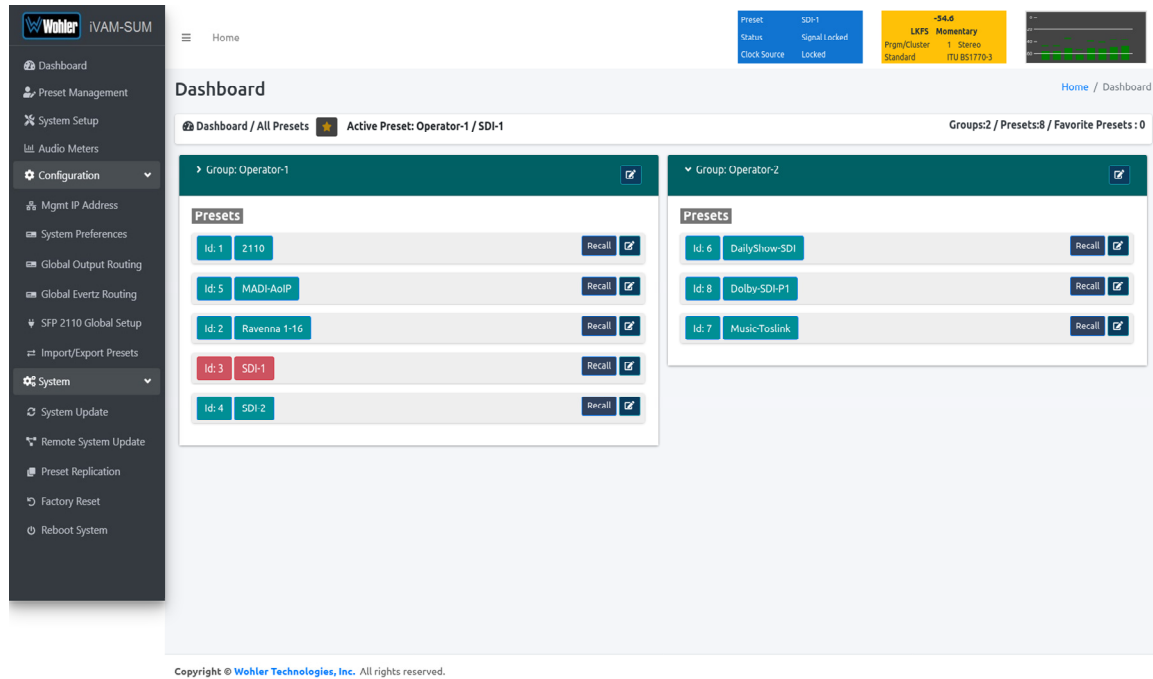 Wohler iVAM-SUM
Dashboard
Preset Management
System Setup
Audio Meters
Configuration
Mgmt IP Address
System Preferences
Global Output Routing
Global Evertz Routing
SFP 2110 Global Setup
Import/Export Presets
System
System Update
Remote System Update
Preset Replication
Factory Reset
Reboot System
Home
Preset SDI-1
Status Signal Locked
Clock Source Locked
-54.6
LKFS Momentary
Prgm/Cluster 1 Stereo
Standard ITU BS1770-3
Dashboard
Home / Dashboard
Dashboard / All Presets Active Preset: Operator-1 / SDI-1
Groups:2 / Presets:8 / Favorite Presets : 0
Group: Operator-1
Presets
Id: 1 2110 Recall
Id: 5 MADI-AoIP Recall
Id: 2 Ravenna 1-16 Recall
Id: 3 SDI-1 Recall
Id: 4 SDI-2 Recall
Group: Operator-2
Presets
Id: 6 DailyShow-SDI Recall
Id: 8 Dolby-SDI-P1 Recall
Id: 7 Music-Toslink Recall
Copyright © Wohler Technologies, Inc. All rights reserved.